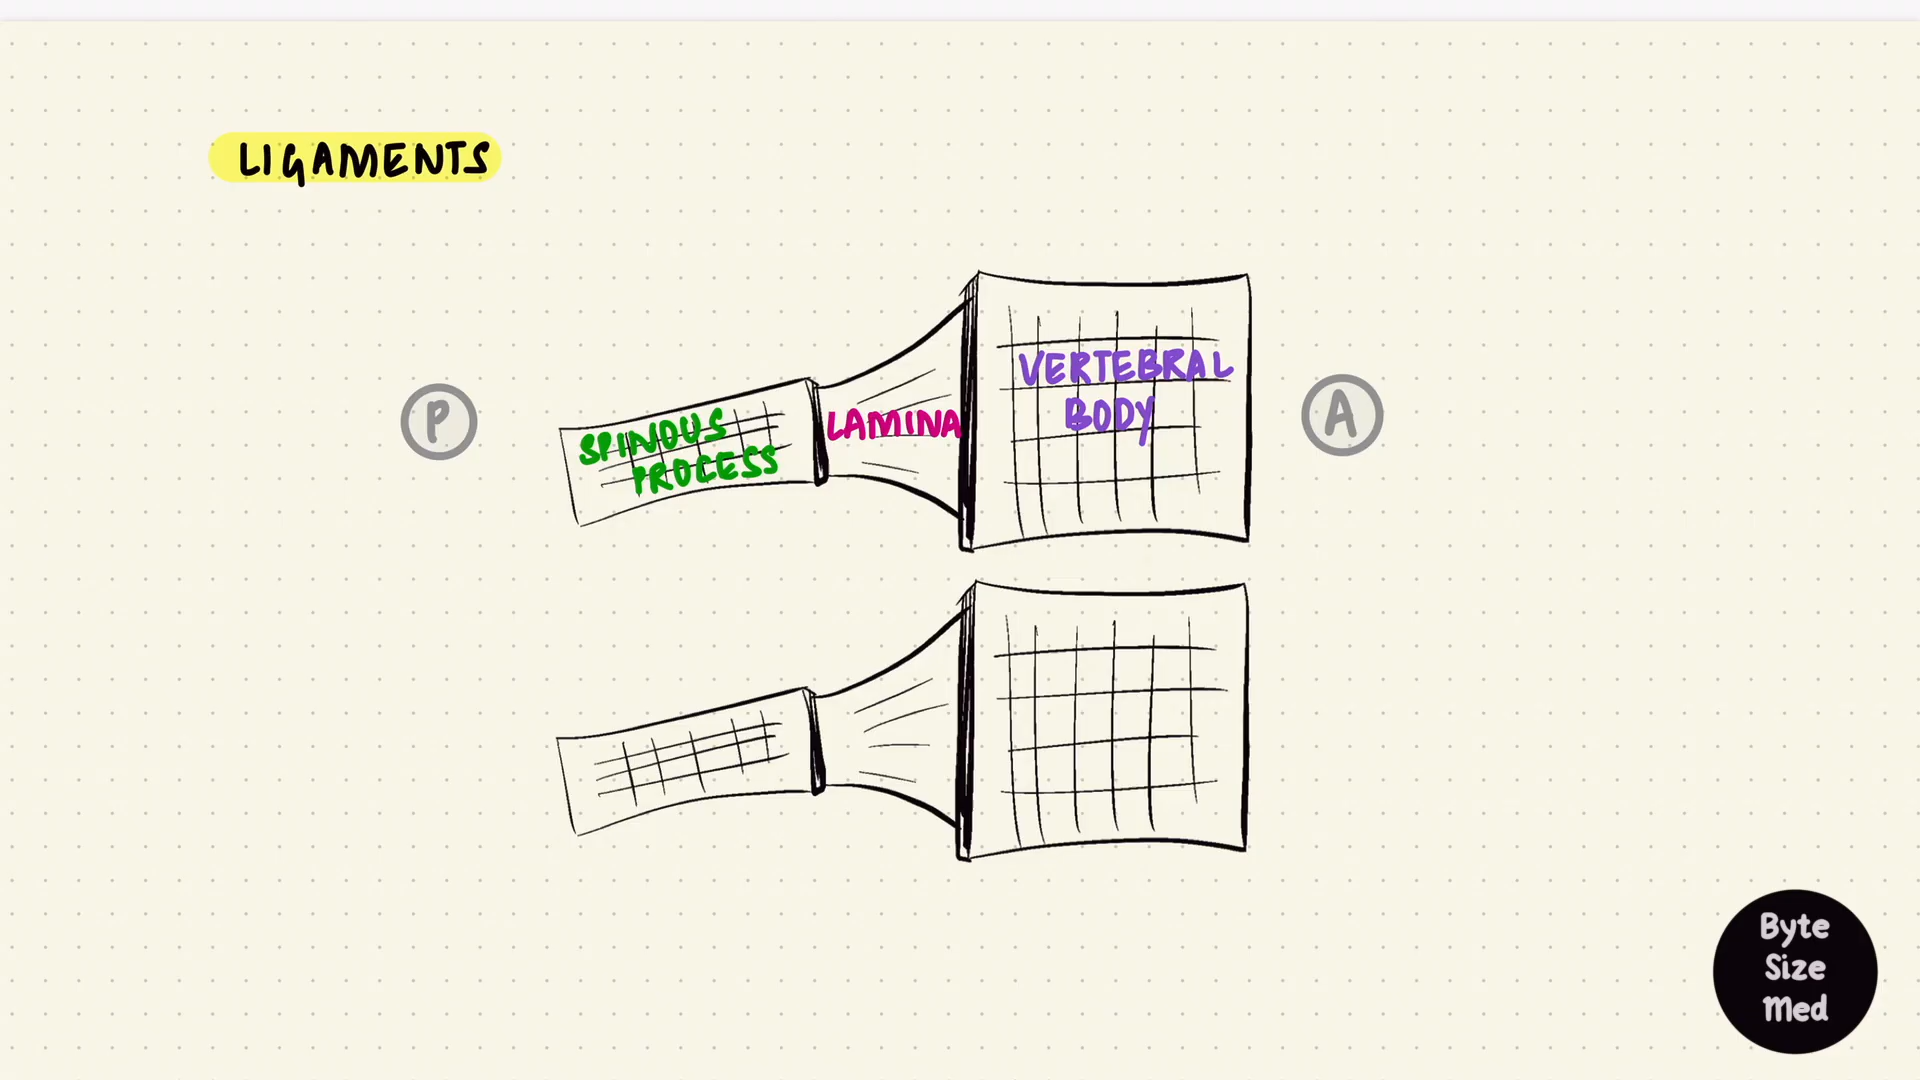 LIGAMENTS
P
SPINOUS
PROCESS
LAMINA
VERTEBRAL
BODY
A
Byte
Size
Med